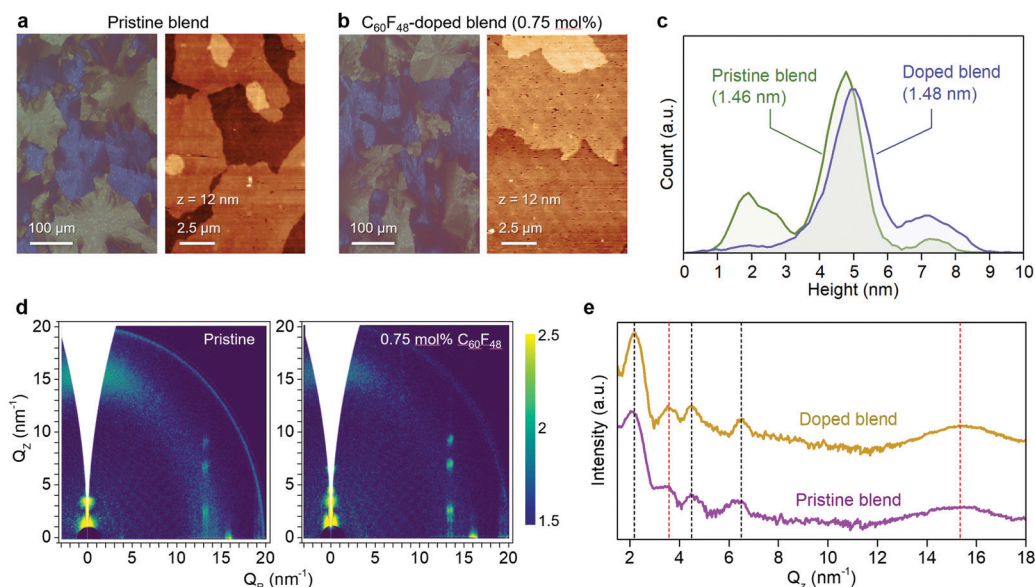 a
Pristine blend
100 µm
z = 12 nm
2.5 µm
b
C₆₀F₄₈-doped blend (0.75 mol%)
100 µm
z = 12 nm
2.5 µm
c
Count (a.u.)
Pristine blend
(1.46 nm)
Doped blend
(1.48 nm)
0 1 2 3 4 5 6 7 8 9 10
Height (nm)
d
Q_Z (nm⁻¹)
20
15
10
5
0
Pristine
0 5 10 15 20
20
15
10
5
0
0.75 mol% C₆₀F₄₈
0 5 10 15 20
2.5
2
1.5
nm⁻¹)
nm⁻¹)
e
Intensity (a.u.)
Doped blend
Pristine blend
2 4 6 8 10 12 14 16 18
Q_z (nm⁻¹)